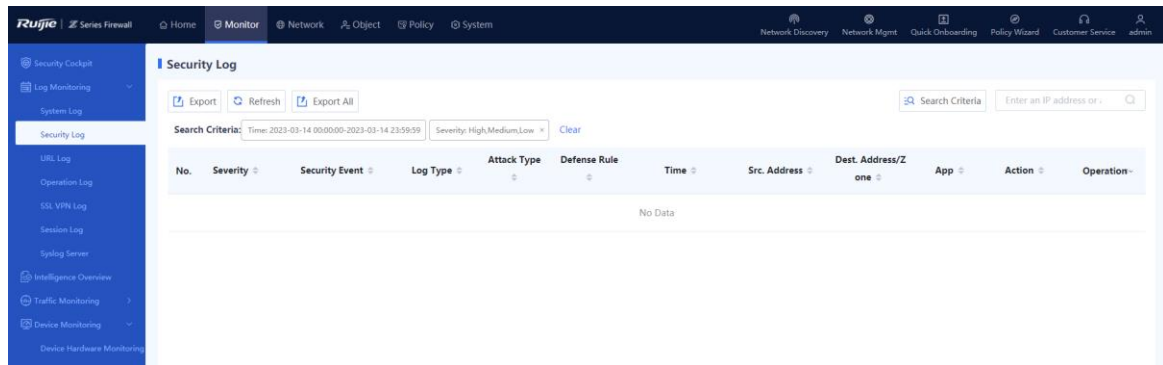 Ruijie | Z Series Firewall
Home
Monitor
Network
Object
Policy
System
Network Discovery
Network Mgmt
Quick Onboarding
Policy Wizard
Customer Service
admin
Security Cockpit
Log Monitoring
System Log
Security Log
URL Log
Operation Log
SSL VPN Log
Session Log
Syslog Server
Intelligence Overview
Traffic Monitoring
Device Monitoring
Device Hardware Monitoring
Security Log
Export
Refresh
Export All
Search Criteria
Enter an IP address or .
Search Criteria: Time: 2023-03-14 00:00:00-2023-03-14 23:59:59 Severity: High,Medium,Low × Clear
No.
Severity
Security Event
Log Type
Attack Type
Defense Rule
Time
Src. Address
Dest. Address/Z
one
App
Action
Operation
No Data